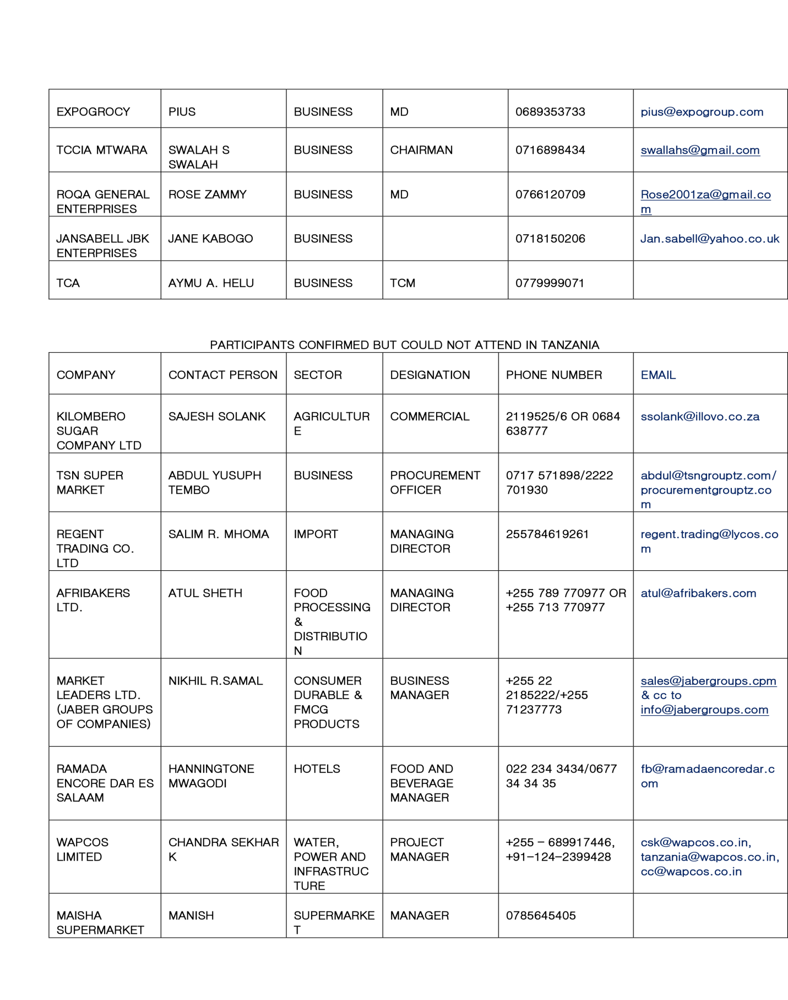 EXPOGROCY PIUS BUSINESS MD 0689353733 pius@expogroup.com
TCCIA MTWARA SWALAH S BUSINESS CHAIRMAN 0716898434 swallahs@gmail.com
SWALAH
ROQA GENERAL ROSE ZAMMY BUSINESS MD 0766120709 Rose2001za@gmail.co
ENTERPRISES m
JANSABELL JBK JANE KABOGO BUSINESS 0718150206 Jan.sabell@yahoo.co.uk
ENTERPRISES
TCA AYMU A. HELU BUSINESS TCM 0779999071
PARTICIPANTS CONFIRMED BUT COULD NOT ATTEND IN TANZANIA
COMPANY CONTACT PERSON SECTOR DESIGNATION PHONE NUMBER EMAIL
KILOMBERO SAJESH SOLANK AGRICULTUR COMMERCIAL 2119525/6 OR 0684 ssolank@illovo.co.za
SUGAR E 638777
COMPANY LTD
TSN SUPER ABDUL YUSUPH BUSINESS PROCUREMENT 0717 571898/2222 abdul@tsngrouptz.com/
MARKET TEMBO OFFICER 701930 procurementgrouptz.co
m
REGENT SALIM R. MHOMA IMPORT MANAGING 255784619261 regent.trading@lycos.co
TRADING CO. DIRECTOR m
LTD
AFRIBAKERS ATUL SHETH FOOD MANAGING +255 789 770977 OR atul@afribakers.com
LTD. PROCESSING DIRECTOR +255 713 770977
&
DISTRIBUTIO
N
MARKET NIKHIL R.SAMAL CONSUMER BUSINESS +255 22 sales@jabergroups.cpm
LEADERS LTD. DURABLE & MANAGER 2185222/+255 & cc to
(JABER GROUPS FMCG 71237773 info@jabergroups.com
OF COMPANIES) PRODUCTS
RAMADA HANNINGTONE HOTELS FOOD AND 022 234 3434/0677 fb@ramadaencoredar.c
ENCORE DAR ES MWAGODI BEVERAGE 34 34 35 om
SALAAM MANAGER
WAPCOS CHANDRA SEKHAR WATER, PROJECT +255 – 689917446, csk@wapcos.co.in,
LIMITED K POWER AND MANAGER +91–124–2399428 tanzania@wapcos.co.in,
INFRASTRUC cc@wapcos.co.in
TURE
MAISHA MANISH SUPERMARKE MANAGER 0785645405
SUPERMARKET T